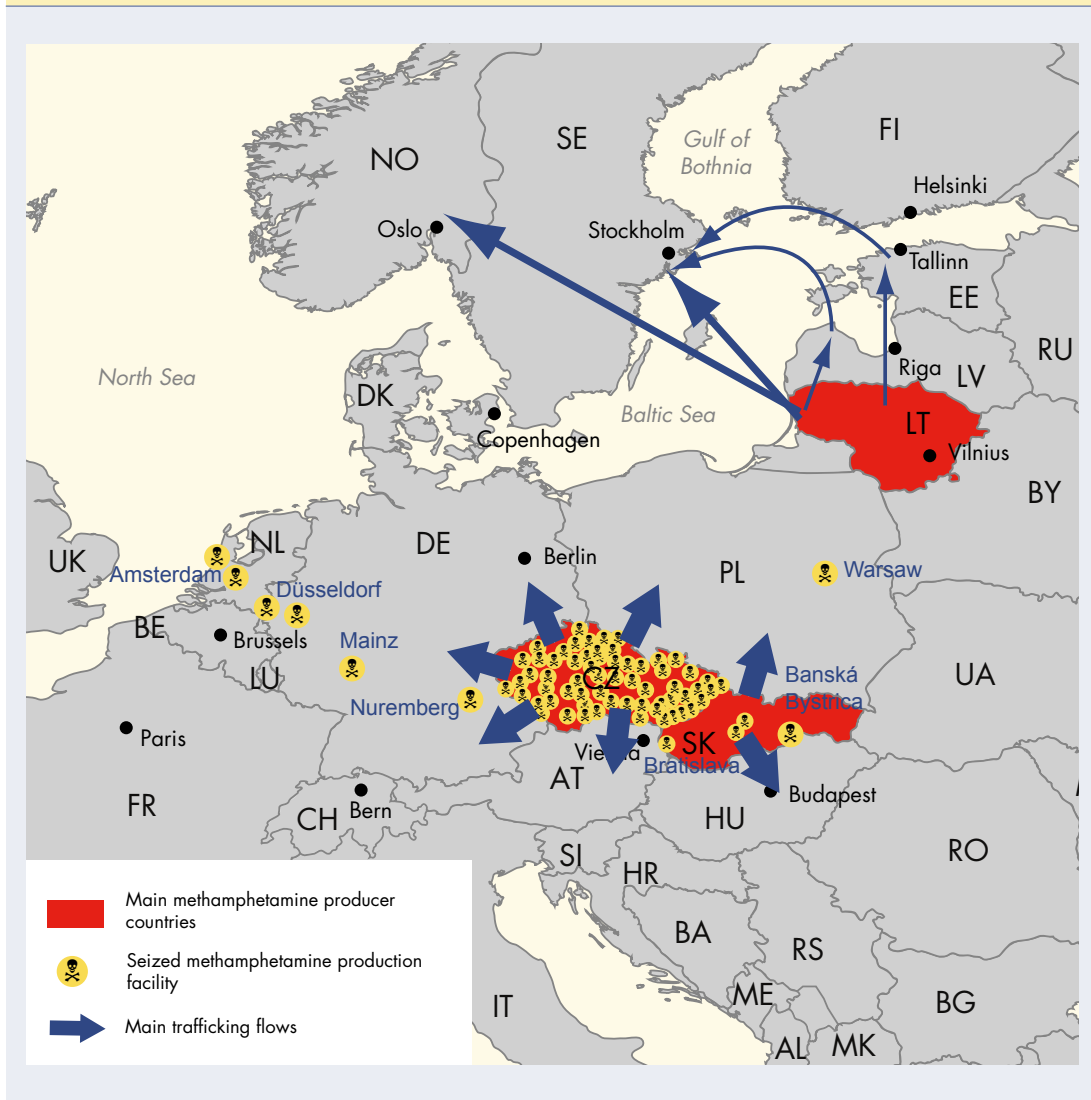 NO
SE
Gulf of
Bothnia
FI
Helsinki
Oslo
Stockholm
Tallinn
EE
RU
North Sea
DK
Riga
LV
Baltic Sea
Copenhagen
LT
Vilnius
BY
UK
NL
DE
Berlin
PL
Warsaw
Amsterdam
Düsseldorf
BE
Brussels
Mainz
LU
CZ
Banská
Bystrica
UA
Nuremberg
Paris
Vienna
SK
Bratislava
AT
Budapest
FR
CH
Bern
HU
RO
SI
HR
BA
RS
IT
ME
BG
AL
MK
Main methamphetamine producer
countries
Seized methamphetamine production
facility
Main trafficking flows